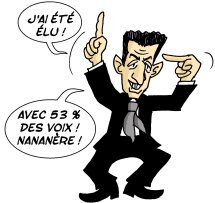 J'AI ÉTÉ
ÉLU !
AVEC 53 %
DES VOIX !
NANANÈRE !